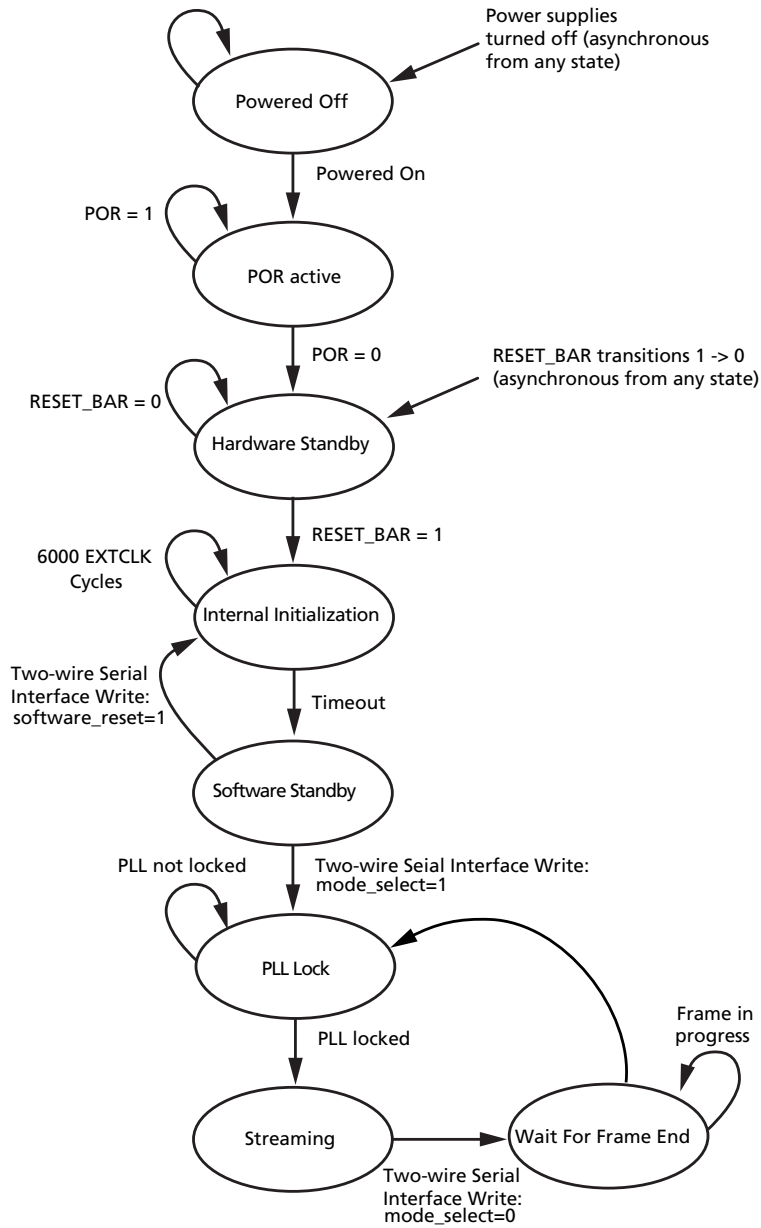 Power supplies
turned off (asynchronous
from any state)
Powered Off
Powered On
POR = 1
POR active
POR = 0
RESET_BAR transitions 1 -> 0
(asynchronous from any state)
RESET_BAR = 0
Hardware Standby
RESET_BAR = 1
6000 EXTCLK
Cycles
Internal Initialization
Two-wire Serial
Interface Write:
software_reset=1
Timeout
Software Standby
PLL not locked
Two-wire Seial Interface Write:
mode_select=1
PLL Lock
Frame in
progress
PLL locked
Streaming
Wait For Frame End
Two-wire Serial
Interface Write:
mode_select=0